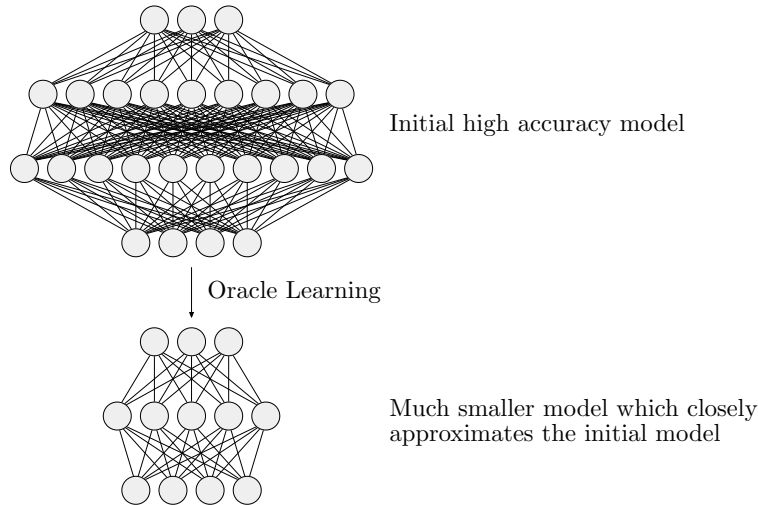 Initial high accuracy model
Oracle Learning
Much smaller model which closely
approximates the initial model